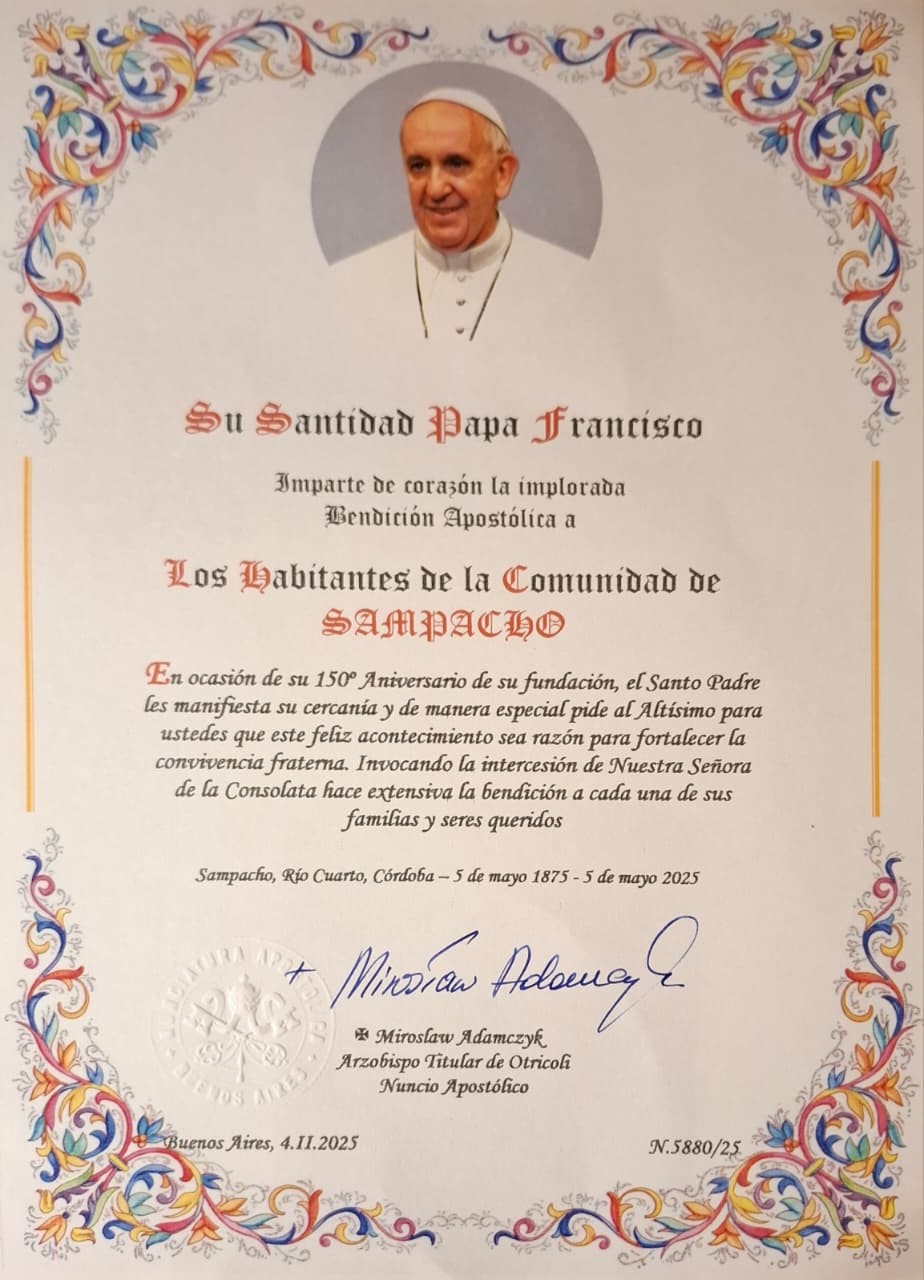 Su Santidad Papa Francisco
Imparte de corazón la implorada
Bendición Apostólica a
Los Habitantes de la Comunidad de
SAMPACHO
En ocasión de su 150º Aniversario de su fundación, el Santo Padre
les manifiesta su cercanía y de manera especial pide al Altísimo para
ustedes que este feliz acontecimiento sea razón para fortalecer la
convivencia fraterna. Invocando la intercesión de Nuestra Señora
de la Consolata hace extensiva la bendición a cada una de sus
familias y seres queridos
Sampacho, Río Cuarto, Córdoba – 5 de mayo 1875 - 5 de mayo 2025
+ Mirosław Adamczyk
✠ Miroslaw Adamczyk
Arzobispo Titular de Otricoli
Nuncio Apostólico
BUENOS AIRES
Buenos Aires, 4.II.2025
N.5880/25